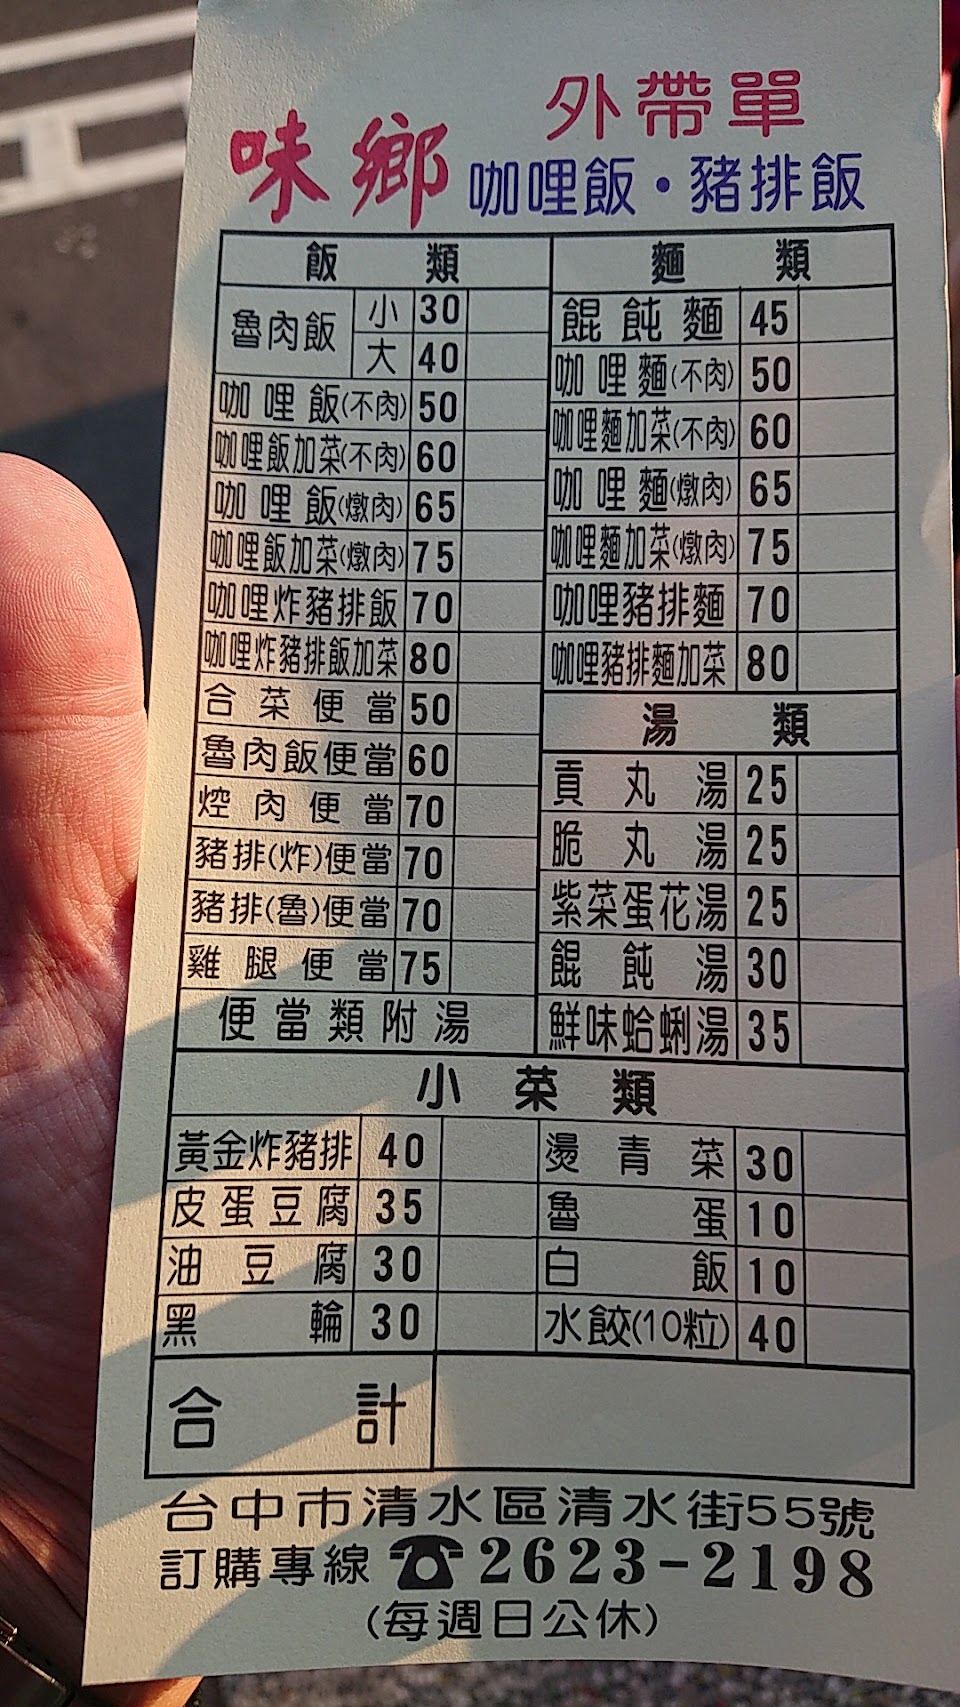 外帶單
味鄉 咖哩飯・豬排飯
飯類
魯肉飯 小 30
大 40
咖哩飯(不肉) 50
咖哩飯加菜(不肉) 60
咖哩飯(燉肉) 65
咖哩飯加菜(燉肉) 75
咖哩炸豬排飯 70
咖哩炸豬排飯加菜 80
合菜便當 50
魯肉飯便當 60
焢肉便當 70
豬排(炸)便當 70
豬排(魯)便當 70
雞腿便當 75
便當類附湯
麵類
餛飩麵 45
咖哩麵(不肉) 50
咖哩麵加菜(不肉) 60
咖哩麵(燉肉) 65
咖哩麵加菜(燉肉) 75
咖哩豬排麵 70
咖哩豬排麵加菜 80
湯類
貢丸湯 25
脆丸湯 25
紫菜蛋花湯 25
餛飩湯 30
鮮味蛤蜊湯 35
小菜類
黃金炸豬排 40
皮蛋豆腐 35
油豆腐 30
黑輪 30
燙青菜 30
魯蛋 10
白飯 10
水餃(10粒) 40
合計
台中市清水區清水街55號
訂購專線☎2623-2198
(每週日公休)